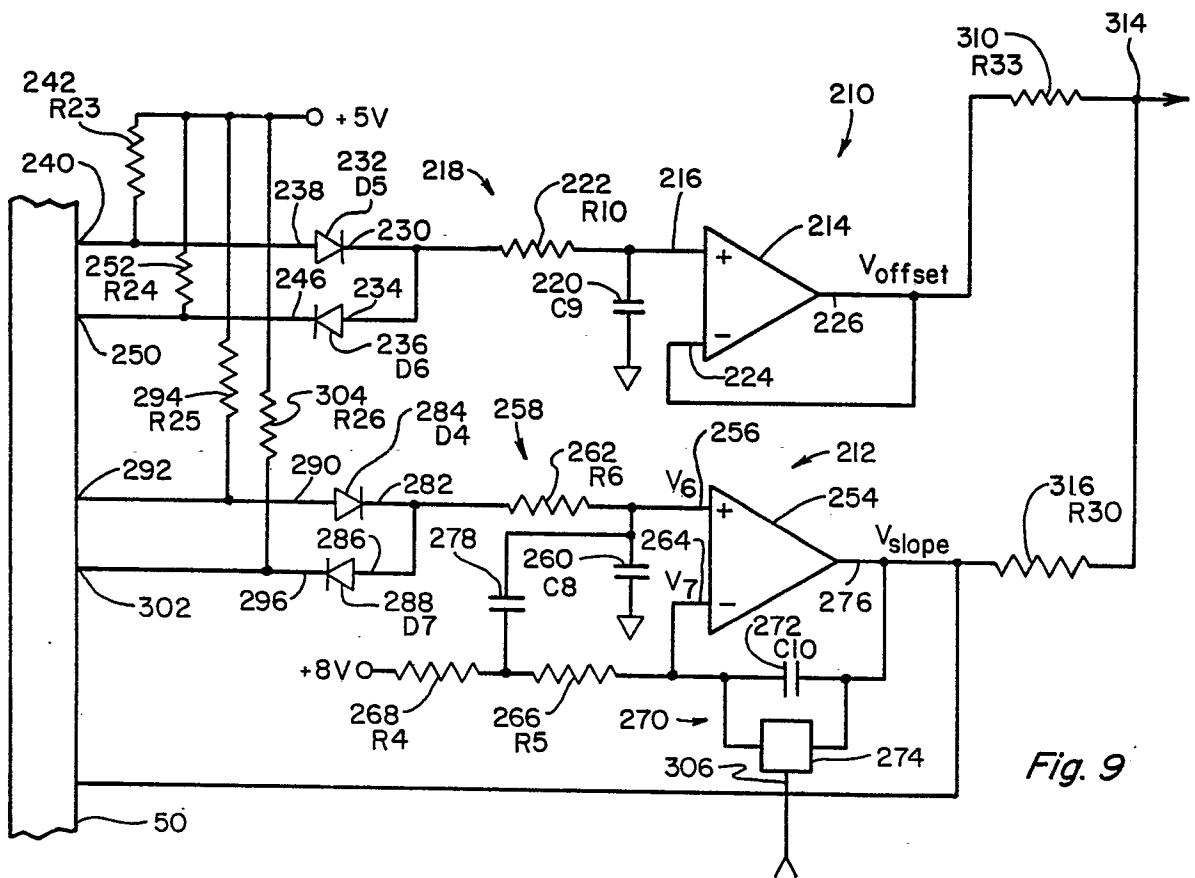 310
R33
314
242
R23
+5V
210
240
232
D5
218
238
230
222
R10
216
214
252
R24
246
234
220
C9
Voffset
226
250
236
D6
224
294
R25
304
R26
284
D4
258
262
R6
256
212
292
290
282
V6
254
316
R30
278
286
260
C8
264
V7
Vslope
276
302
296
288
D7
272
C10
+8V
268
R4
266
R5
270
306
274
Fig. 9
50
+
−
+
−